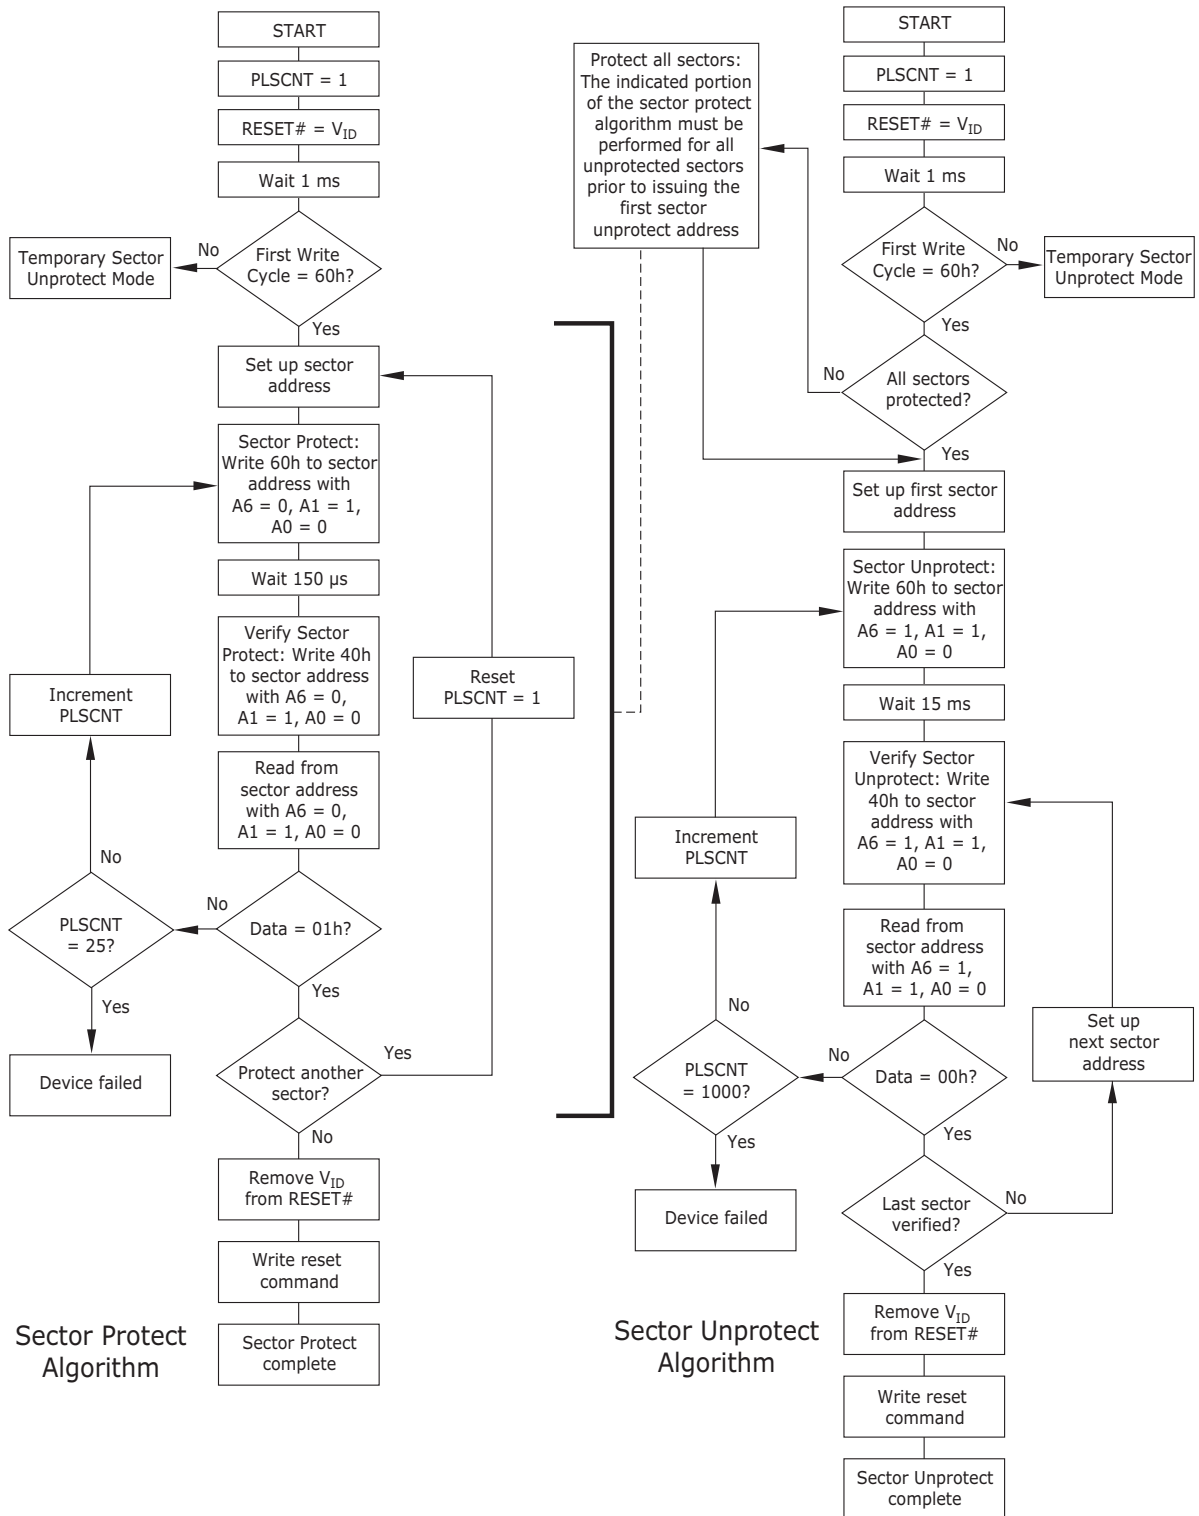 START
PLSCNT = 1
RESET# = VID
Wait 1 ms
First Write
Cycle = 60h?
No
Temporary Sector
Unprotect Mode
Yes
Set up sector
address
Sector Protect:
Write 60h to sector
address with
A6 = 0, A1 = 1,
A0 = 0
Wait 150 µs
Verify Sector
Protect: Write 40h
to sector address
with A6 = 0,
A1 = 1, A0 = 0
Reset
PLSCNT = 1
Increment
PLSCNT
Read from
sector address
with A6 = 0,
A1 = 1, A0 = 0
No
PLSCNT
= 25?
No
Data = 01h?
Yes
Yes
Device failed
Protect another
sector?
Yes
No
Remove VID
from RESET#
Write reset
command
Sector Protect
complete
Sector Protect
Algorithm
Protect all sectors:
The indicated portion
of the sector protect
algorithm must be
performed for all
unprotected sectors
prior to issuing the
first sector
unprotect address
START
PLSCNT = 1
RESET# = VID
Wait 1 ms
First Write
Cycle = 60h?
No
Temporary Sector
Unprotect Mode
Yes
No
All sectors
protected?
Yes
Set up first sector
address
Sector Unprotect:
Write 60h to sector
address with
A6 = 1, A1 = 1,
A0 = 0
Wait 15 ms
Verify Sector
Unprotect: Write
40h to sector
address with
A6 = 1, A1 = 1,
A0 = 0
Increment
PLSCNT
Read from
sector address
with A6 = 1,
A1 = 1, A0 = 0
No
PLSCNT
= 1000?
No
Data = 00h?
Set up
next sector
address
Yes
Yes
Device failed
Last sector
verified?
No
Yes
Remove VID
from RESET#
Write reset
command
Sector Unprotect
complete
Sector Unprotect
Algorithm